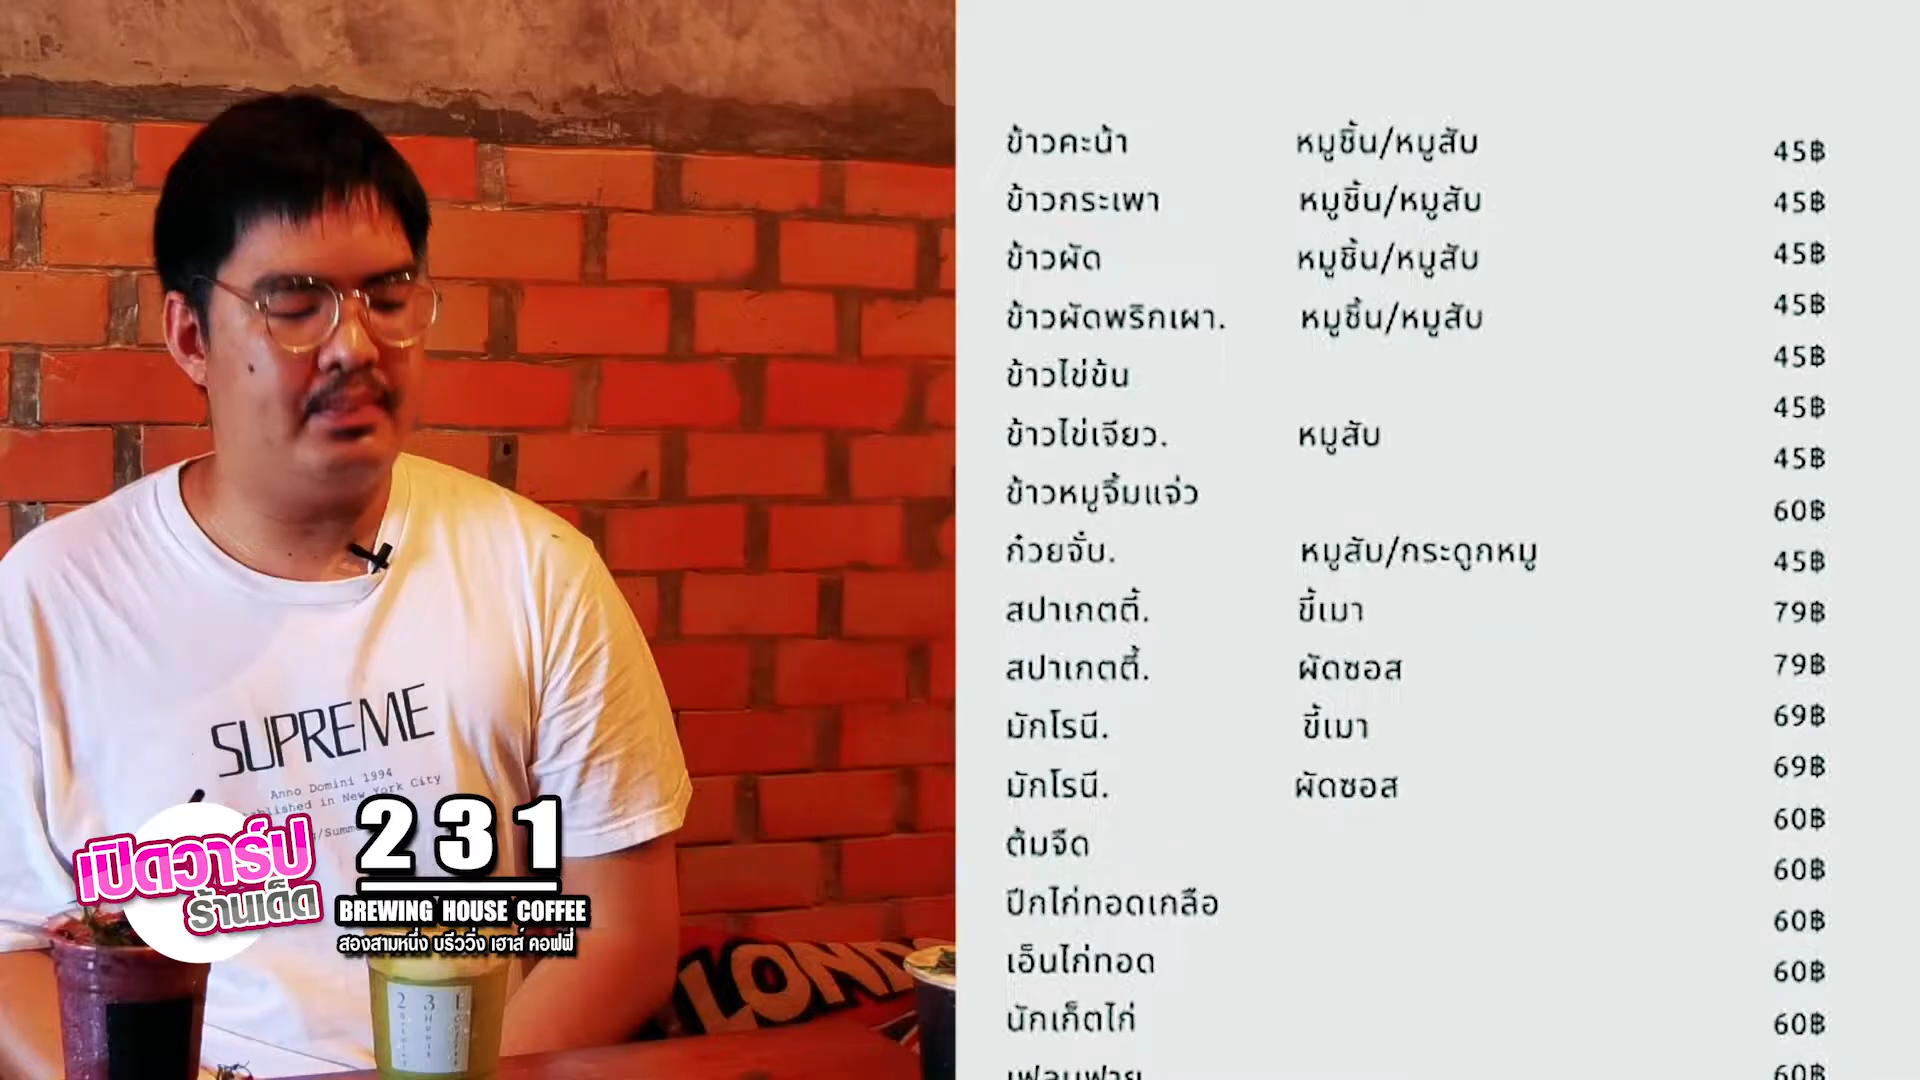 SUPREME
Anno Domini 1994
in New York City
เปิดวาร์ป
ร้านเด็ด
2 3 1
BREWING HOUSE COFFEE
สองสามหนึ่ง บรีววิ่ง เฮาส์ คอฟฟี่
2 3 1
LOND
ข้าวคะน้า หมูชิ้น/หมูสับ 45฿
ข้าวกระเพา หมูชิ้น/หมูสับ 45฿
ข้าวผัด หมูชิ้น/หมูสับ 45฿
ข้าวผัดพริกเผา. หมูชิ้น/หมูสับ 45฿
ข้าวไข่ข้น 45฿
ข้าวไข่เจียว. หมูสับ 45฿
ข้าวหมูจิ้มแจ่ว 45฿
ก๋วยจั๊บ. หมูสับ/กระดูกหมู 60฿
45฿
สปาเกตตี้. ขี้เมา 79฿
สปาเกตตี้. ผัดซอส 79฿
มักโรนี. ขี้เมา 69฿
มักโรนี. ผัดซอส 69฿
ต้มจืด 60฿
ปีกไก่ทอดเกลือ 60฿
เอ็นไก่ทอด 60฿
60฿
นักเก็ตไก่ 60฿
60฿